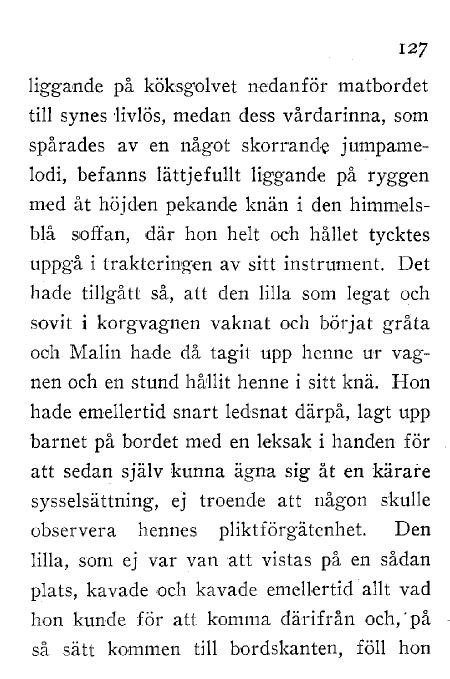 127
liggande på köksgolvet nedanför matbordet
till synes livlös, medan dess vårdarinna, som
spårades av en något skorrande jumpame-
lodi, befanns lättjefullt liggande på ryggen
med åt höjden pekande knän i den himmels-
blå soffan, där hon helt och hållet tycktes
uppgå i trakteringen av sitt instrument. Det
hade tillgått så, att den lilla som legat och
sovit i korgvagnen vaknat och börjat gråta
och Malin hade då tagit upp henne ur vag-
nen och en stund hållit henne i sitt knä. Hon
hade emellertid snart ledsnat därpå, lagt upp
barnet på bordet med en leksak i handen för
att sedan själv kunna ägna sig åt en kärare
sysselsättning, ej troende att någon skulle
observera hennes pliktförgätenhet. Den
lilla, som ej var van att vistas på en sådan
plats, kavade och kavade emellertid allt vad
hon kunde för att komma därifrån och, på
så sätt kommen till bordskanten, föll hon